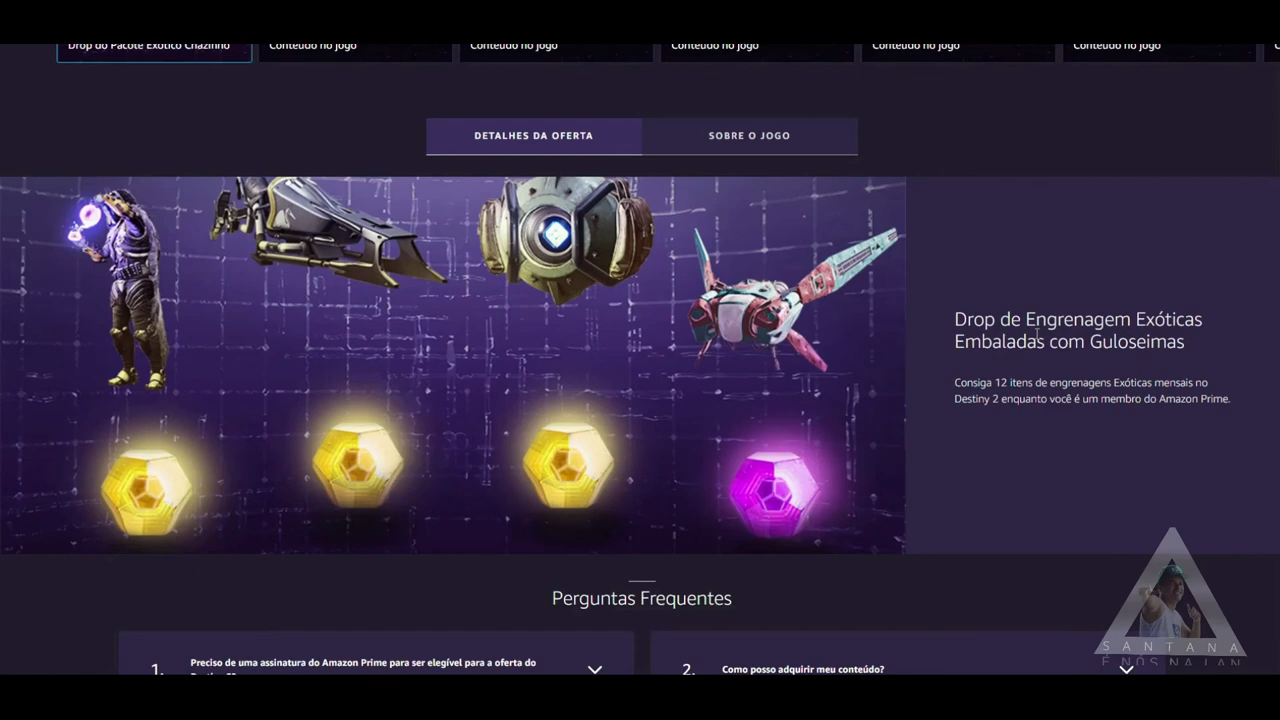 Drop do Pacote Exótico Chazinho
Conteúdo no jogo
Conteúdo no jogo
Conteúdo no jogo
Conteúdo no jogo
Conteúdo no jogo
DETALHES DA OFERTA
SOBRE O JOGO
Drop de Engrenagem Exóticas
Embaladas com Guloseimas
Consiga 12 itens de engrenagens Exóticas mensais no
Destiny 2 enquanto você é um membro do Amazon Prime.
Perguntas Frequentes
1. Preciso de uma assinatura do Amazon Prime para ser elegível para a oferta do
2. Como posso adquirir meu conteúdo?
SANTANA
É NÓS NA LAN